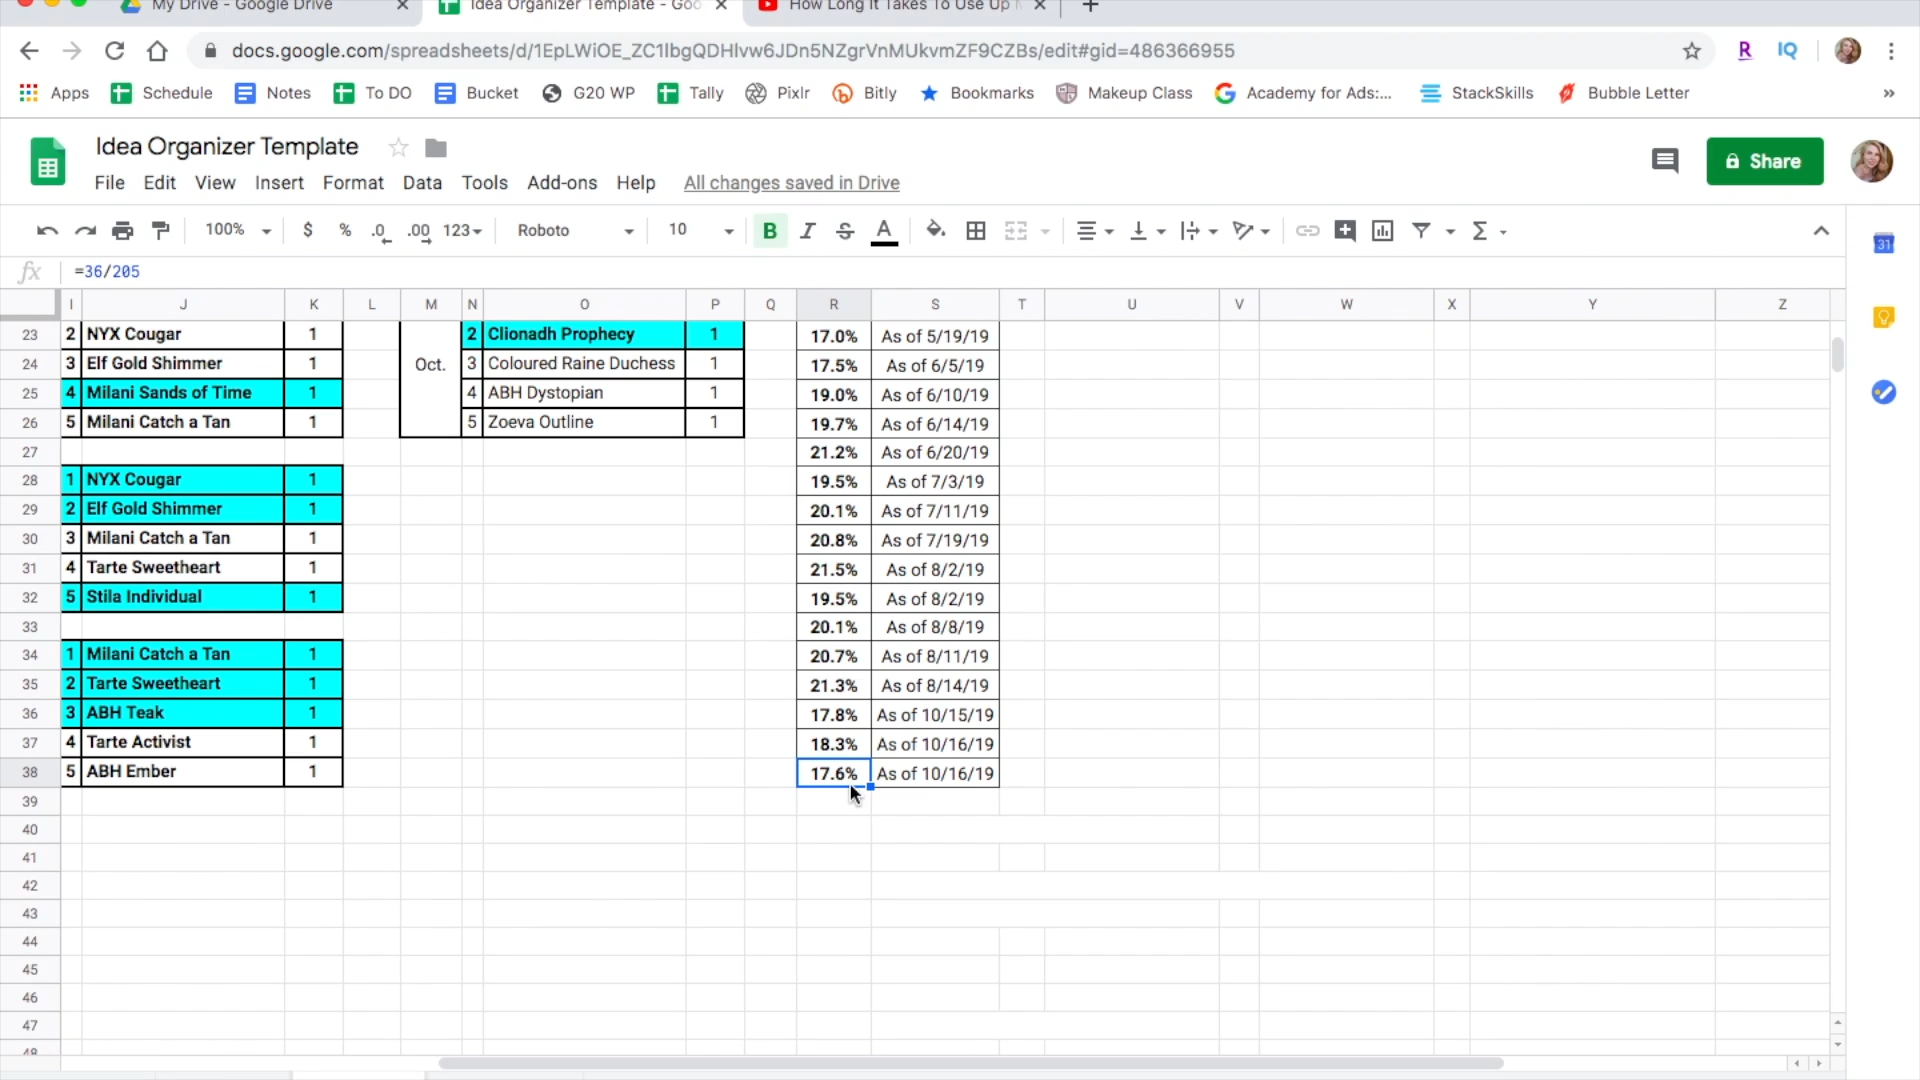 My Drive - Google Drive
Idea Organizer Template - Goo
How Long It Takes To Use Up
docs.google.com/spreadsheets/d/1EpLWiOE_ZC1lbgQDHlvw6JDn5NZgrVnMUkvmZF9CZBs/edit#gid=486366955
R IQ
Apps Schedule Notes To DO Bucket G20 WP Tally Pixlr Bitly Bookmarks Makeup Class Academy for Ads:... StackSkills Bubble Letter »
Idea Organizer Template
Share
File Edit View Insert Format Data Tools Add-ons Help All changes saved in Drive
100% $ % .0 .00 123 Roboto 10 B I S A Σ
31
fx =36/205
I J K L M N O P Q R S T U V W X Y Z
23 2 NYX Cougar 1 2 Clionadh Prophecy 1 17.0% As of 5/19/19
24 3 Elf Gold Shimmer 1 Oct. 3 Coloured Raine Duchess 1 17.5% As of 6/5/19
25 4 Milani Sands of Time 1 4 ABH Dystopian 1 19.0% As of 6/10/19
26 5 Milani Catch a Tan 1 5 Zoeva Outline 1 19.7% As of 6/14/19
27 21.2% As of 6/20/19
28 1 NYX Cougar 1 19.5% As of 7/3/19
29 2 Elf Gold Shimmer 1 20.1% As of 7/11/19
30 3 Milani Catch a Tan 1 20.8% As of 7/19/19
31 4 Tarte Sweetheart 1 21.5% As of 8/2/19
32 5 Stila Individual 1 19.5% As of 8/2/19
33 20.1% As of 8/8/19
34 1 Milani Catch a Tan 1 20.7% As of 8/11/19
35 2 Tarte Sweetheart 1 21.3% As of 8/14/19
36 3 ABH Teak 1 17.8% As of 10/15/19
37 4 Tarte Activist 1 18.3% As of 10/16/19
38 5 ABH Ember 1 17.6% As of 10/16/19
39
40
41
42
43
44
45
46
47
48